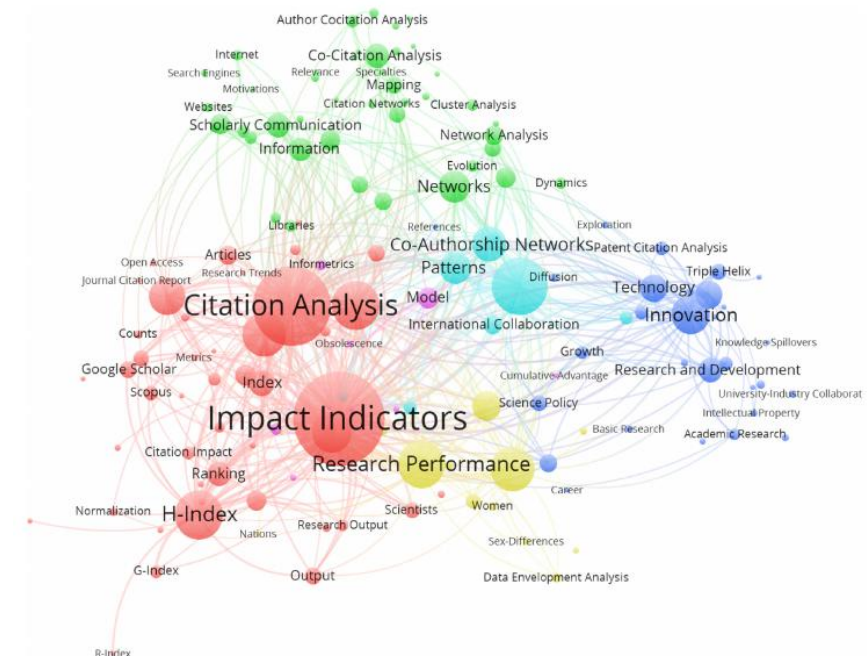 Author Cocitation Analysis
Internet
Co-Citation Analysis
Search Engines
Relevance
Specialties
Motivations
Mapping
Websites
Citation Networks
Cluster Analysis
Scholarly Communication
Network Analysis
Information
Evolution
Networks
Dynamics
Libraries
References
Exploration
Co-Authorship Networks
Patent Citation Analysis
Articles
Open Access
Informetrics
Patterns
Research Trends
Triple Helix
Journal Citation Report
Diffusion
Technology
Model
Citation Analysis
Innovation
International Collaboration
Counts
Obsolescence
Knowledge Spillovers
Growth
Metrics
Google Scholar
Research and Development
Cumulative Advantage
Index
Scopus
University-Industry Collaborat
Science Policy
Impact Indicators
Intellectual Property
Basic Research
Academic Research
Citation Impact
Research Performance
Ranking
Career
Women
Scientists
Normalization
H-Index
Research Output
Nations
Sex-Differences
G-Index
Output
Data Envelopment Analysis
R-Index